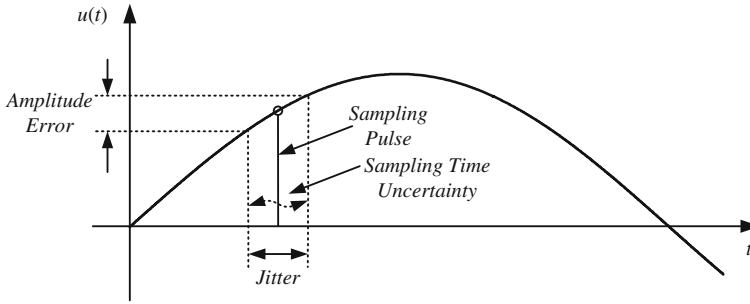 u(t)
Amplitude
Error
Sampling
Pulse
Sampling Time
Uncertainty
t
Jitter